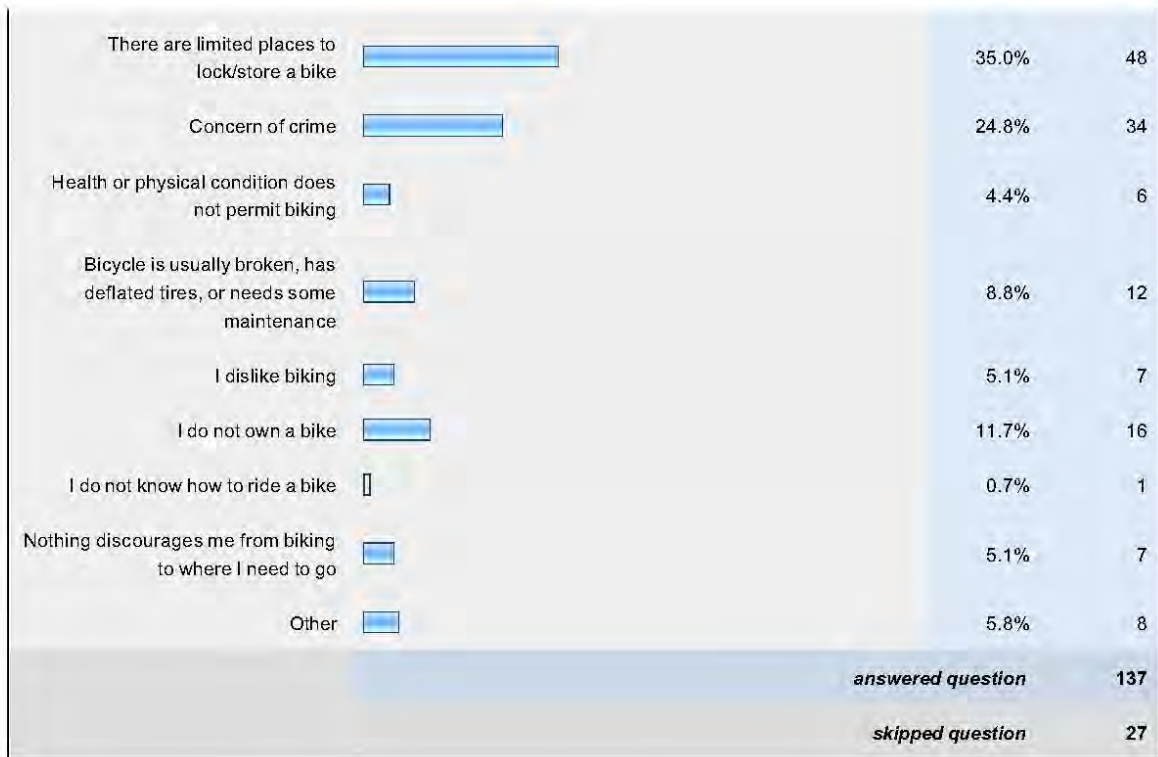 There are limited places to
lock/store a bike
35.0% 48
Concern of crime
24.8% 34
Health or physical condition does
not permit biking
4.4% 6
Bicycle is usually broken, has
deflated tires, or needs some
maintenance
8.8% 12
I dislike biking
5.1% 7
I do not own a bike
11.7% 16
I do not know how to ride a bike
0.7% 1
Nothing discourages me from biking
to where I need to go
5.1% 7
Other
5.8% 8
answered question 137
skipped question 27